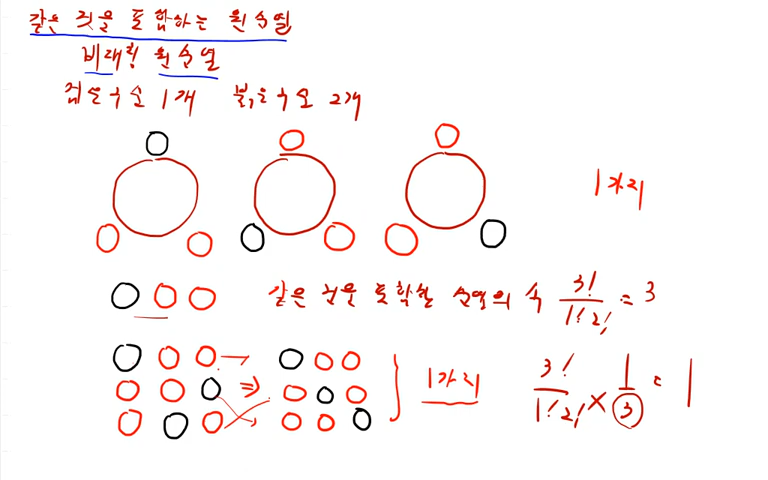 같은 것을 포함하는 원순열
비대칭 원순열
검은구슬 1개 붉은구슬 2개
1가지
같은 것을 포함한 순열의 수 3!/1!2! = 3
1가지
3!/1!2! × 1/3 = 1